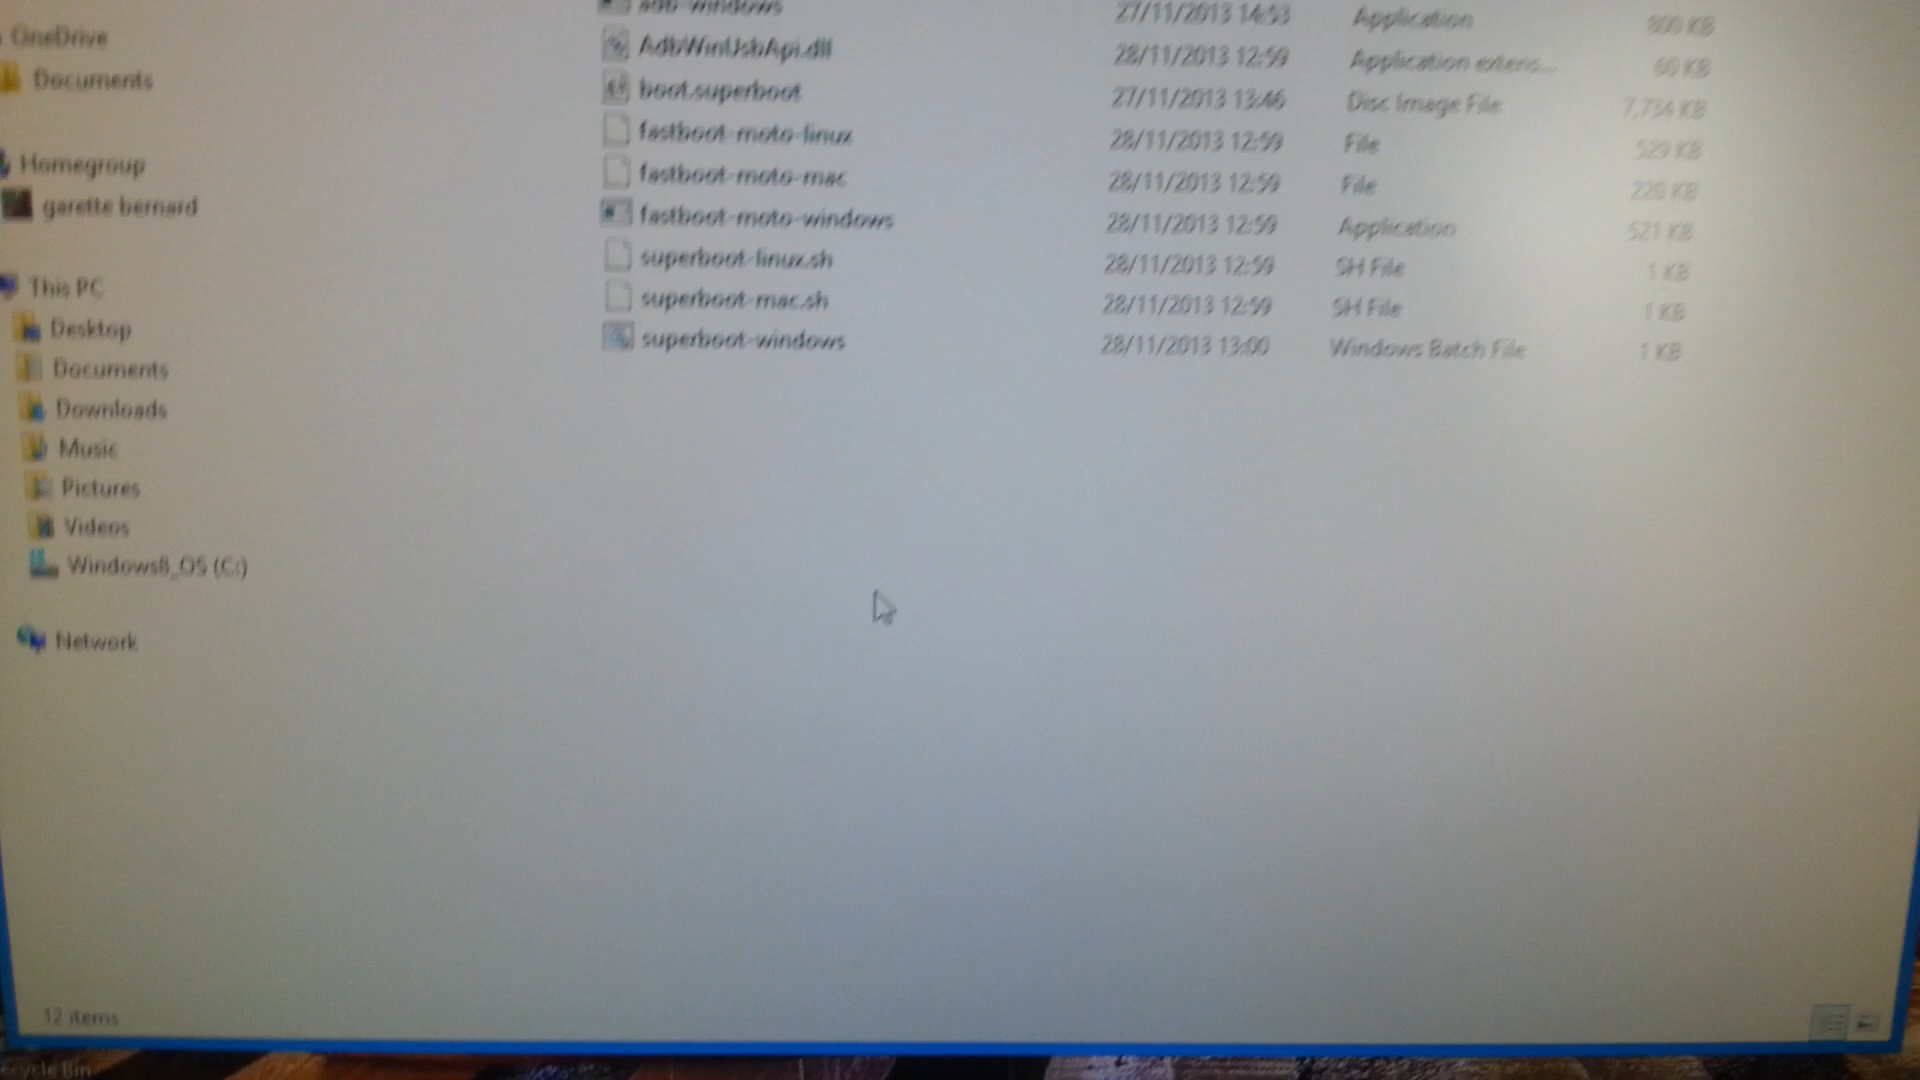 adb-windows 27/11/2013 14:53 Application 800 KB
OneDrive
AdbWinUsbApi.dll 28/11/2013 12:59 Application extens... 60 KB
Documents
boot.superboot 27/11/2013 13:46 Disc Image File 7,734 KB
fastboot-moto-linux 28/11/2013 12:59 File 529 KB
Homegroup
fastboot-moto-mac 28/11/2013 12:59 File 220 KB
garette bernard
fastboot-moto-windows 28/11/2013 12:59 Application 521 KB
superboot-linux.sh 28/11/2013 12:59 SH File 1 KB
This PC
superboot-mac.sh 28/11/2013 12:59 SH File 1 KB
Desktop
superboot-windows 28/11/2013 13:00 Windows Batch File 1 KB
Documents
Downloads
Music
Pictures
Videos
Windows8_OS (C:)
Network
12 items
ecycle Bin